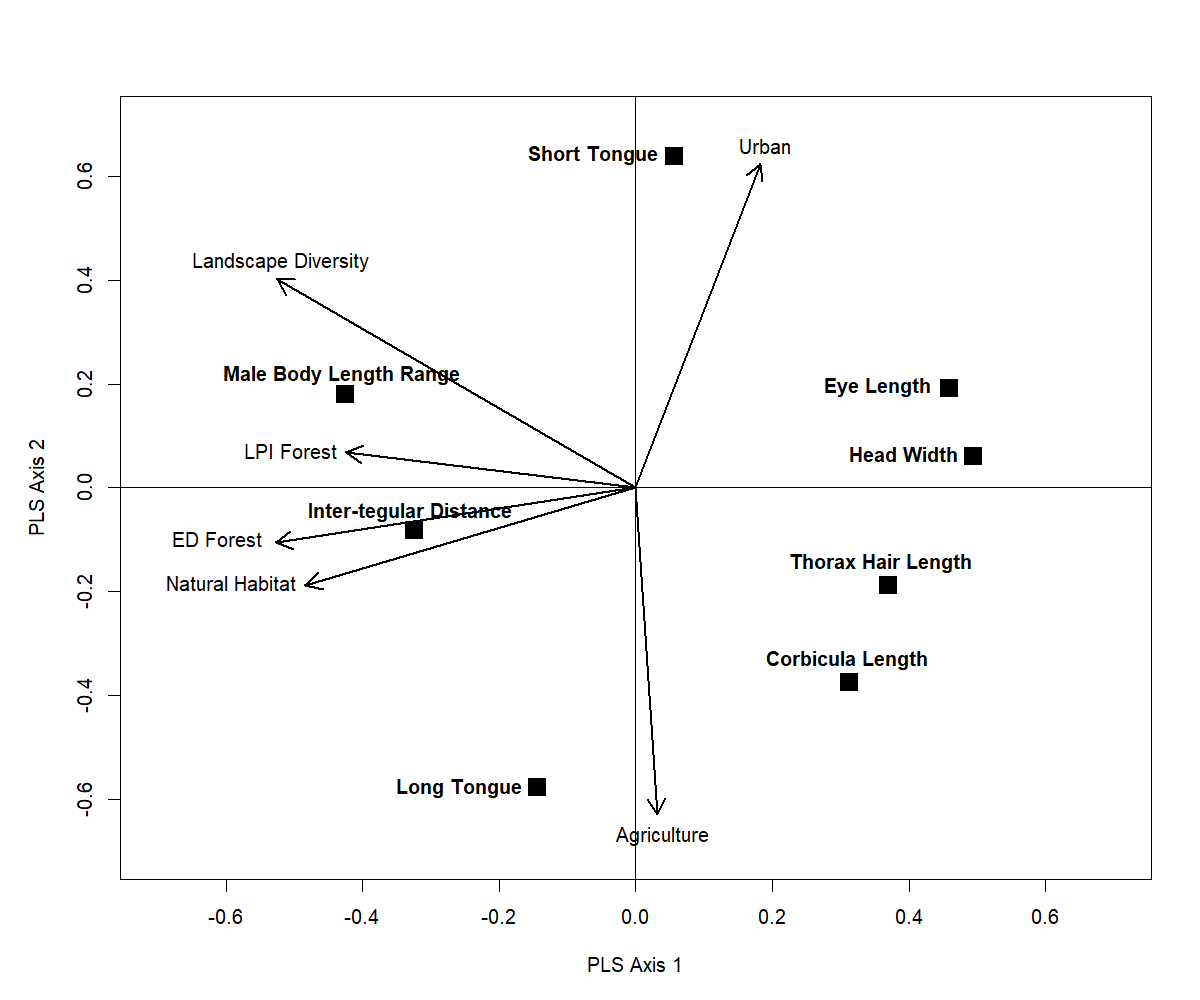 Short Tongue
Urban
Landscape Diversity
Male Body Length Range
Eye Length
LPI Forest
Head Width
Inter-tegular Distance
ED Forest
Natural Habitat
Thorax Hair Length
Corbicula Length
Long Tongue
Agriculture
PLS Axis 2
0.6
0.4
0.2
0.0
-0.2
-0.4
-0.6
-0.6 -0.4 -0.2 0.0 0.2 0.4 0.6
PLS Axis 1